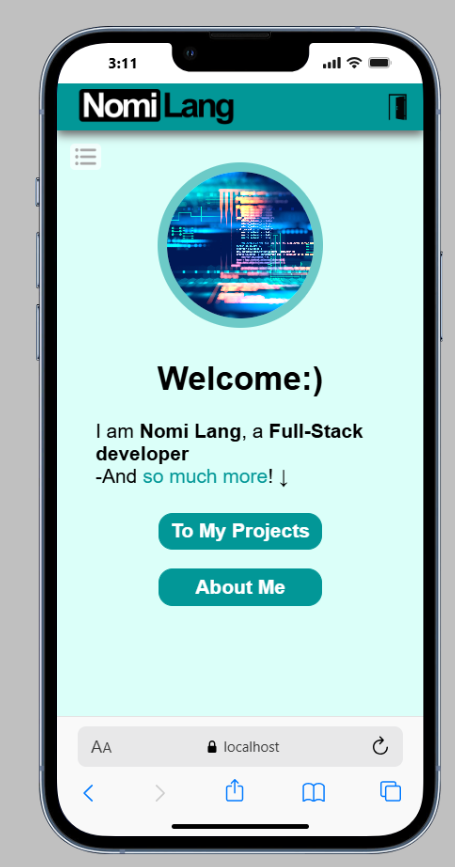 3:11
Nomi Lang
Welcome:)
I am Nomi Lang, a Full-Stack
developer
-And so much more! ↓
To My Projects
About Me
AA
localhost